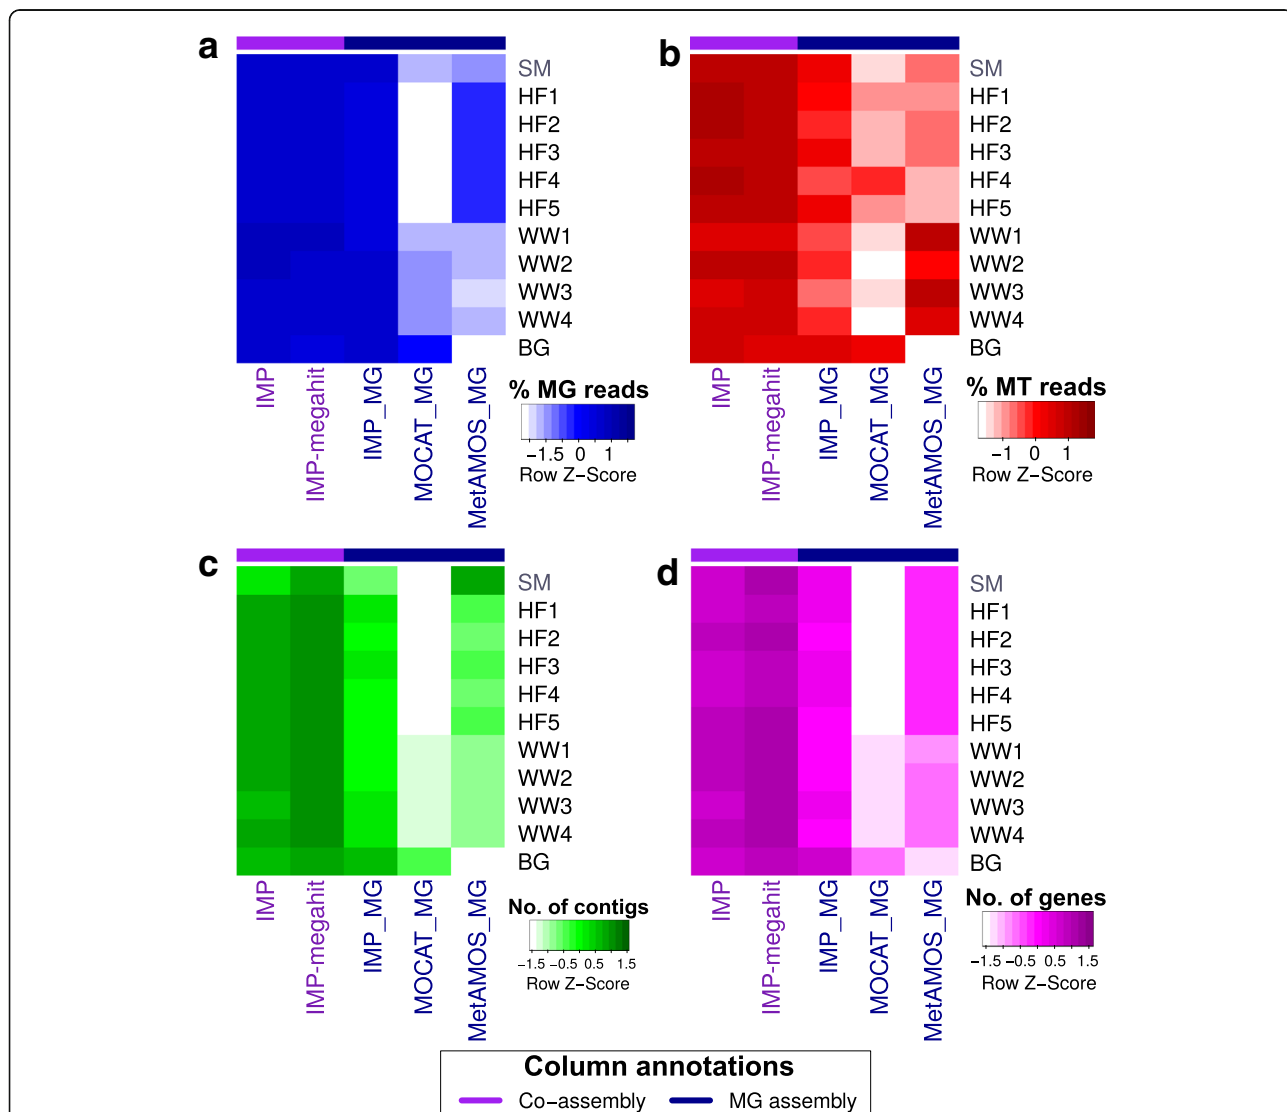 a
SM
HF1
HF2
HF3
HF4
HF5
WW1
WW2
WW3
WW4
BG
IMP
IMP-megahit
IMP_MG
MOCAT_MG
MetAMOS_MG
% MG reads
−1.5 0 1
Row Z−Score
b
SM
HF1
HF2
HF3
HF4
HF5
WW1
WW2
WW3
WW4
BG
IMP
IMP-megahit
IMP_MG
MOCAT_MG
MetAMOS_MG
% MT reads
−1 0 1
Row Z−Score
c
SM
HF1
HF2
HF3
HF4
HF5
WW1
WW2
WW3
WW4
BG
IMP
IMP-megahit
IMP_MG
MOCAT_MG
MetAMOS_MG
No. of contigs
−1.5 −0.5 0.5 1.5
Row Z−Score
d
SM
HF1
HF2
HF3
HF4
HF5
WW1
WW2
WW3
WW4
BG
IMP
IMP-megahit
IMP_MG
MOCAT_MG
MetAMOS_MG
No. of genes
−1.5 −0.5 0.5 1.5
Row Z−Score
Column annotations
Co−assembly MG assembly